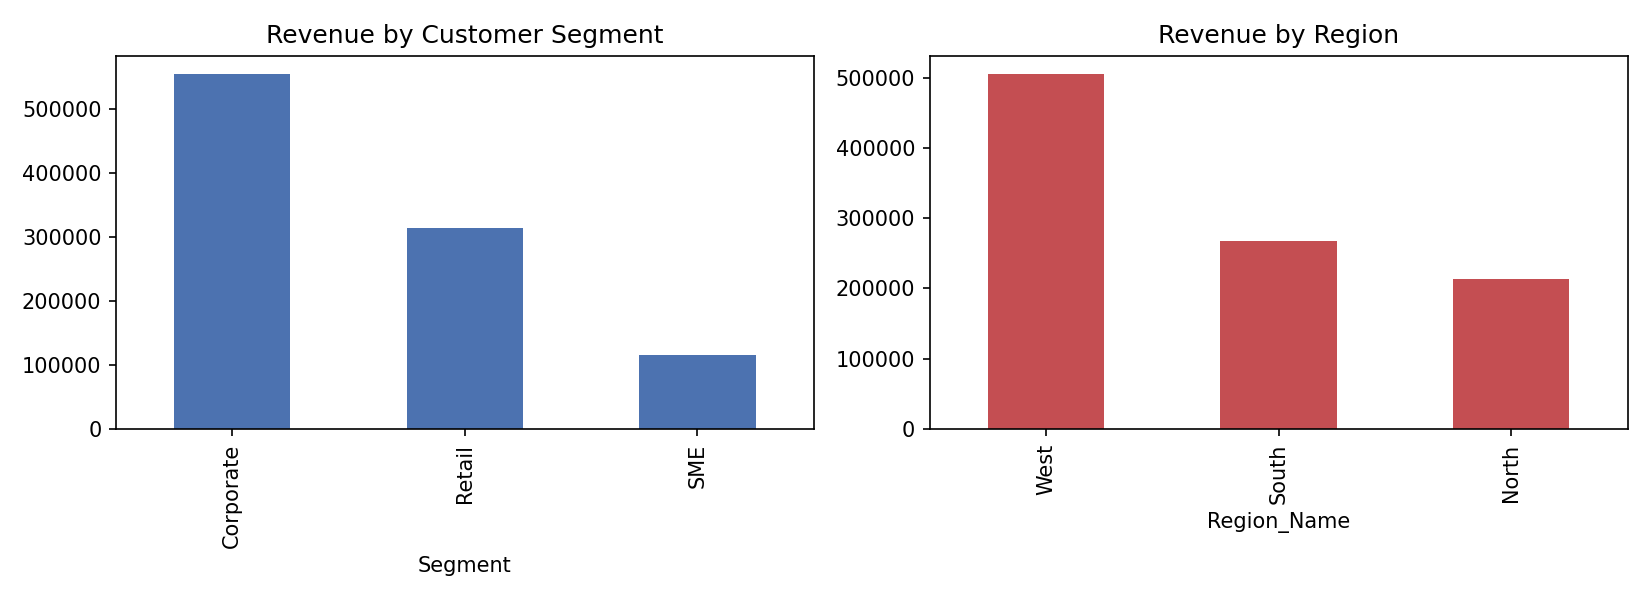 Revenue by Customer Segment
500000
400000
300000
200000
100000
0
Corporate
Retail
SME
Segment
Revenue by Region
500000
400000
300000
200000
100000
0
West
South
North
Region_Name